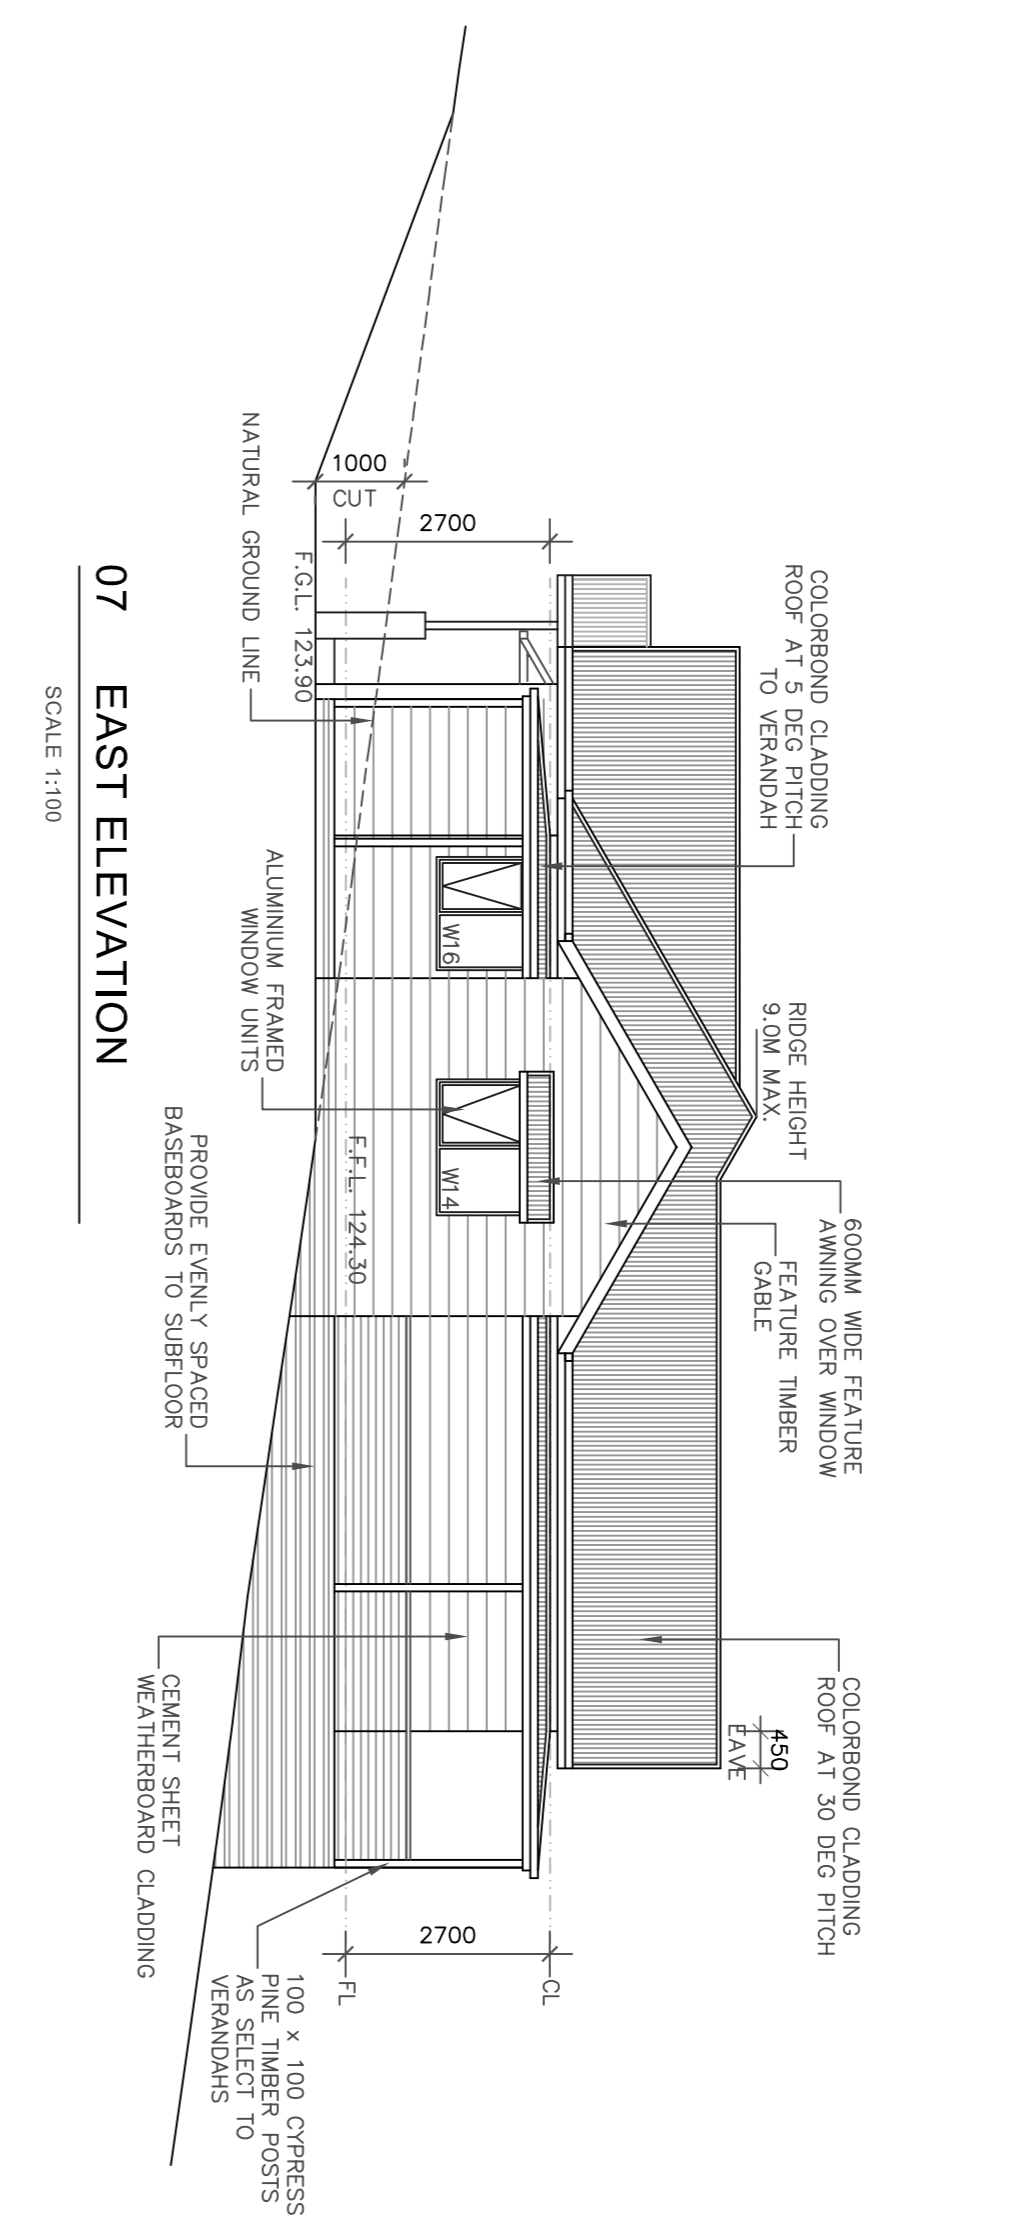 COLORBOND CLADDING
ROOF AT 5 DEG PITCH
TO VERANDAH
RIDGE HEIGHT
9.0M MAX.
600MM WIDE FEATURE
AWNING OVER WINDOW
FEATURE TIMBER
GABLE
COLORBOND CLADDING
ROOF AT 30 DEG PITCH
450
EAVE
2700
1000
CUT
F.G.L. 123.90
W16
W14
F.F.L. 124.30
2700
CL
FL
NATURAL GROUND LINE
ALUMINIUM FRAMED
WINDOW UNITS
PROVIDE EVENLY SPACED
BASEBOARDS TO SUBFLOOR
CEMENT SHEET
WEATHERBOARD CLADDING
100 x 100 CYPRESS
PINE TIMBER POSTS
AS SELECT TO
VERANDAHS
07 EAST ELEVATION
SCALE 1:100